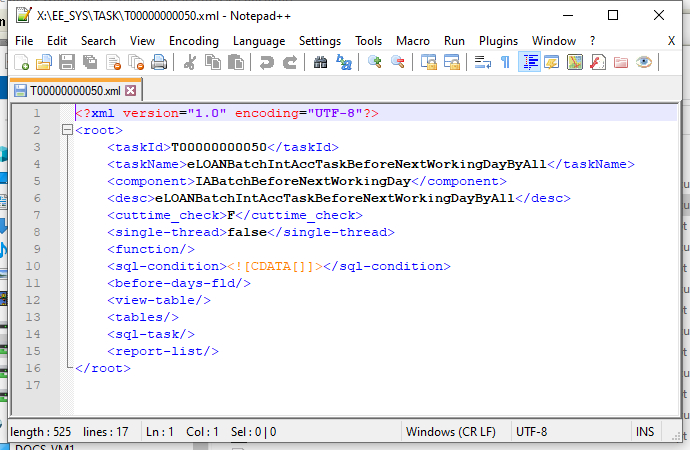 X:\EE_SYS\TASK\T00000000050.xml - Notepad++
File Edit Search View Encoding Language Settings Tools Macro Run Plugins Window ? X
T00000000050.xml
1 <?xml version="1.0" encoding="UTF-8"?>
2 <root>
3 <taskId>T00000000050</taskId>
4 <taskName>eLOANBatchIntAccTaskBeforeNextWorkingDayByAll</taskName>
5 <component>IABatchBeforeNextWorkingDay</component>
6 <desc>eLOANBatchIntAccTaskBeforeNextWorkingDayByAll</desc>
7 <cuttime_check>F</cuttime_check>
8 <single-thread>false</single-thread>
9 <function/>
10 <sql-condition><![CDATA[]]></sql-condition>
11 <before-days-fld/>
12 <view-table/>
13 <tables/>
14 <sql-task/>
15 <report-list/>
16 </root>
17
length : 525 lines : 17 Ln : 1 Col : 1 Sel : 0 | 0 Windows (CR LF) UTF-8 INS